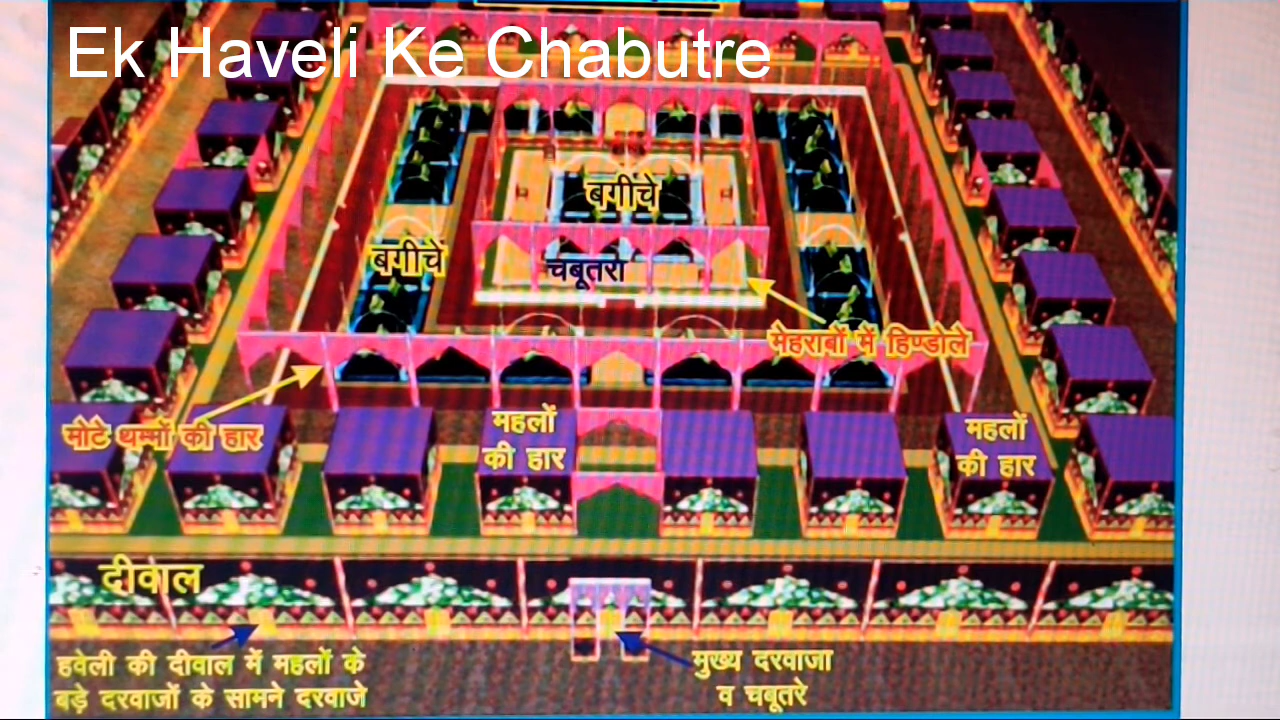 Ek Haveli Ke Chabutre
बगीचे
बगीचे
चबूतरा
मेहराबों में हिण्डोले
मोटे थम्भों की हार
महलों
की हार
महलों
की हार
दीवाल
हवेली की दीवाल में महलों के
बड़े दरवाजों के सामने दरवाजे
मुख्य दरवाजा
व चबूतरे